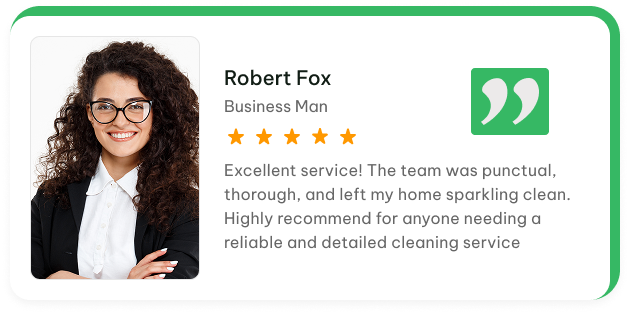 Robert Fox
Business Man
Excellent service! The team was punctual,
thorough, and left my home sparkling clean.
Highly recommend for anyone needing a
reliable and detailed cleaning service